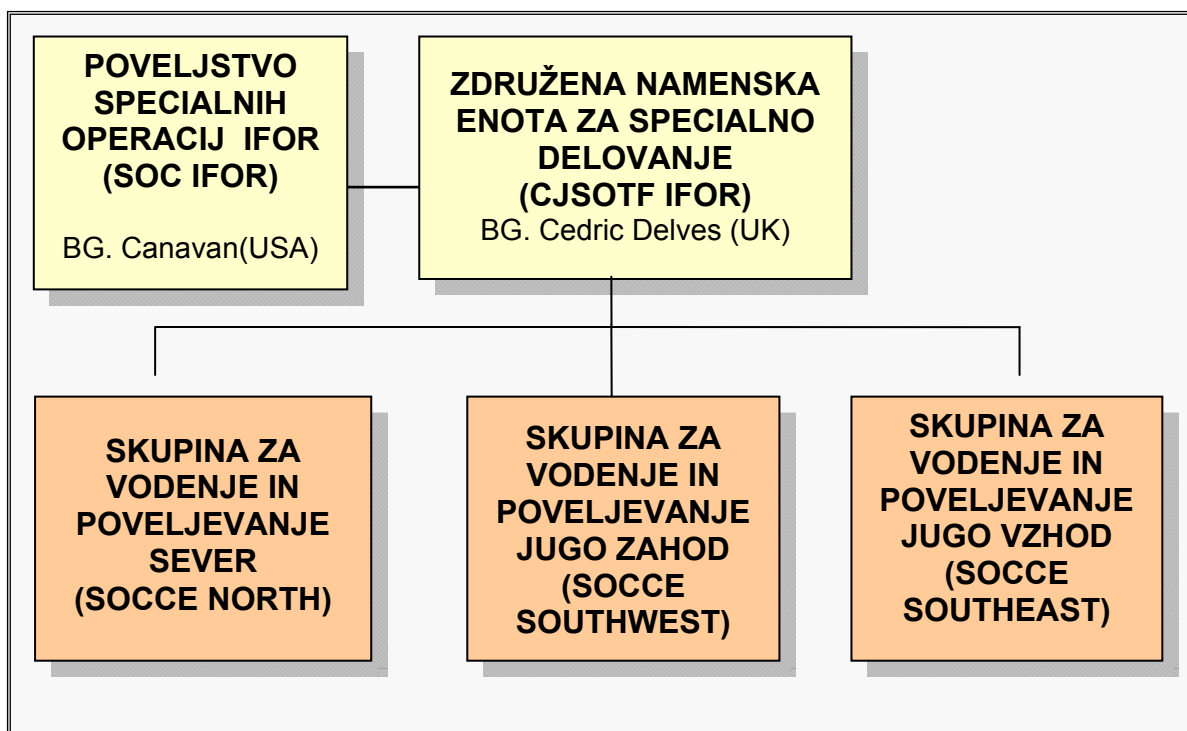 POVELJSTVO
SPECIALNIH
OPERACIJ IFOR
(SOC IFOR)
BG. Canavan(USA)
ZDRUŽENA NAMENSKA
ENOTA ZA SPECIALNO
DELOVANJE
(CJSOTF IFOR)
BG. Cedric Delves (UK)
SKUPINA ZA
VODENJE IN
POVELJEVANJE
SEVER
(SOCCE NORTH)
SKUPINA ZA
VODENJE IN
POVELJEVANJE
JUGO ZAHOD
(SOCCE
SOUTHWEST)
SKUPINA ZA
VODENJE IN
POVELJEVANJE
JUGO VZHOD
(SOCCE
SOUTHEAST)